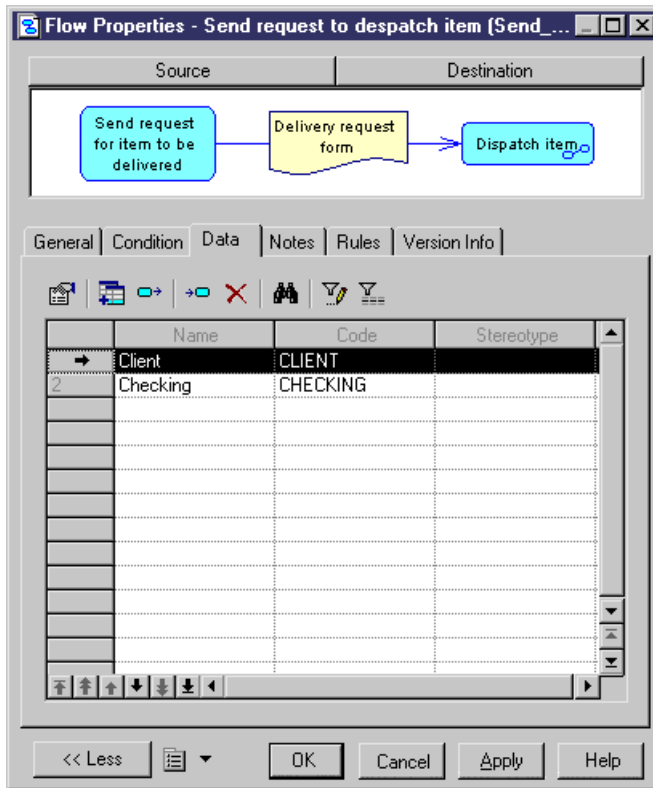 Flow Properties - Send request to despatch item (Send_...
Source Destination
Send request
for item to be
delivered
Delivery request
form
Dispatch item
General Condition Data Notes Rules Version Info
Name Code Stereotype
Client CLIENT
2 Checking CHECKING
<< Less OK Cancel Apply Help